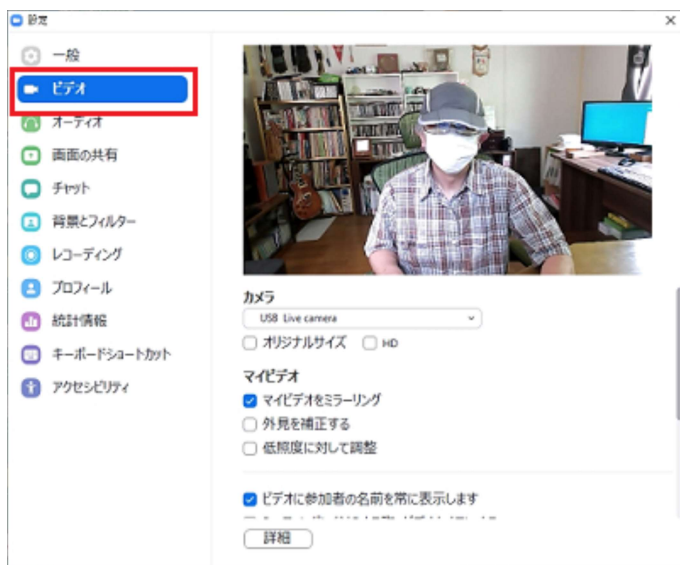 設定
一般
ビデオ
オーディオ
画面の共有
チャット
背景とフィルター
レコーディング
プロフィール
統計情報
キーボードショートカット
アクセシビリティ
カメラ
USB Live camera
オリジナルサイズ HD
マイビデオ
マイビデオをミラーリング
外見を補正する
低照度に対して調整
ビデオに参加者の名前を常に表示します
詳細